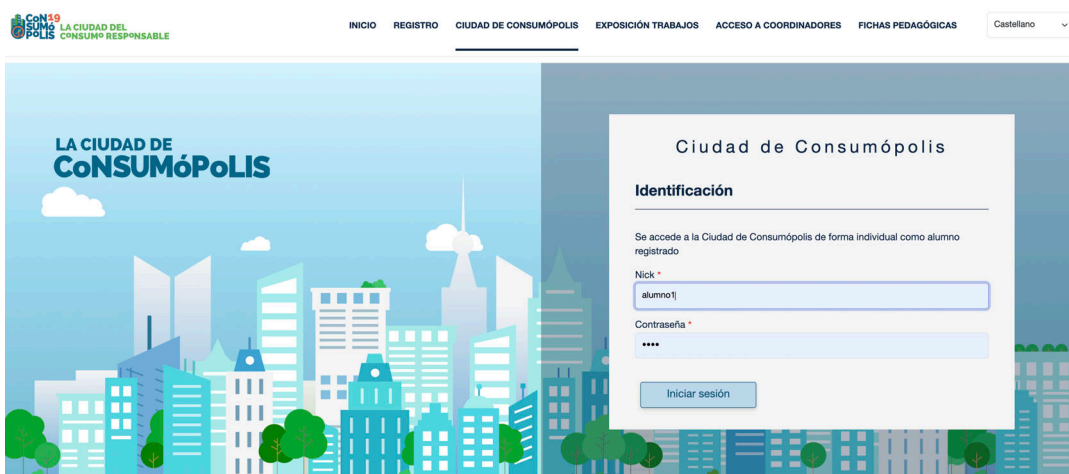 CoN19
SUMó
PoLIS
LA CIUDAD DEL
CoNSUMo RESPoNSABLE
INICIO REGISTRO CIUDAD DE CONSUMÓPOLIS EXPOSICIÓN TRABAJOS ACCESO A COORDINADORES FICHAS PEDAGÓGICAS Castellano
LA CIUDAD DE
CoNSUMóPoLIS
Ciudad de Consumópolis
Identificación
Se accede a la Ciudad de Consumópolis de forma individual como alumno
registrado
Nick *
alumno1
Contraseña *
••••
Iniciar sesión